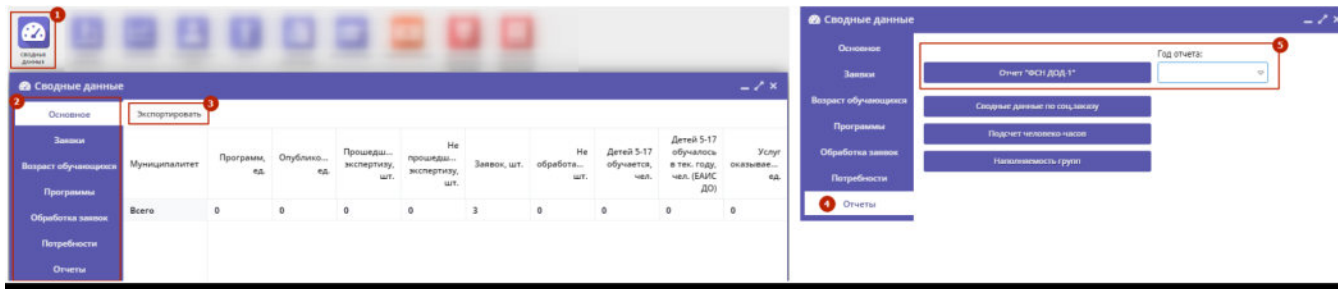 1
СВОДНЫЕ
ДАННЫЕ
Сводные данные
2
3
Основное
Заявки
Возраст обучающихся
Программы
Обработка заявок
Потребности
Отчеты
Экспортировать
Муниципалитет
Программ,
ед.
Опублико...
ед.
Прошедш...
экспертизу,
шт.
Не
прошедш...
экспертизу,
шт.
Заявок, шт.
Не
обработа...
шт.
Детей 5-17
обучается,
чел.
Детей 5-17
обучалось
в тек. году,
чел. (ЕАИС
ДО)
Услуг
оказывае...
ед.
Всего 0 0 0 0 3 0 0 0 0
Сводные данные
Основное
Заявки
Возраст обучающихся
Программы
Обработка заявок
Потребности
4 Отчеты
5
Год отчета:
Отчет "ФСН ДОД-1"
Сводные данные по соц.заказу
Подсчет человеко-часов
Наполняемость групп